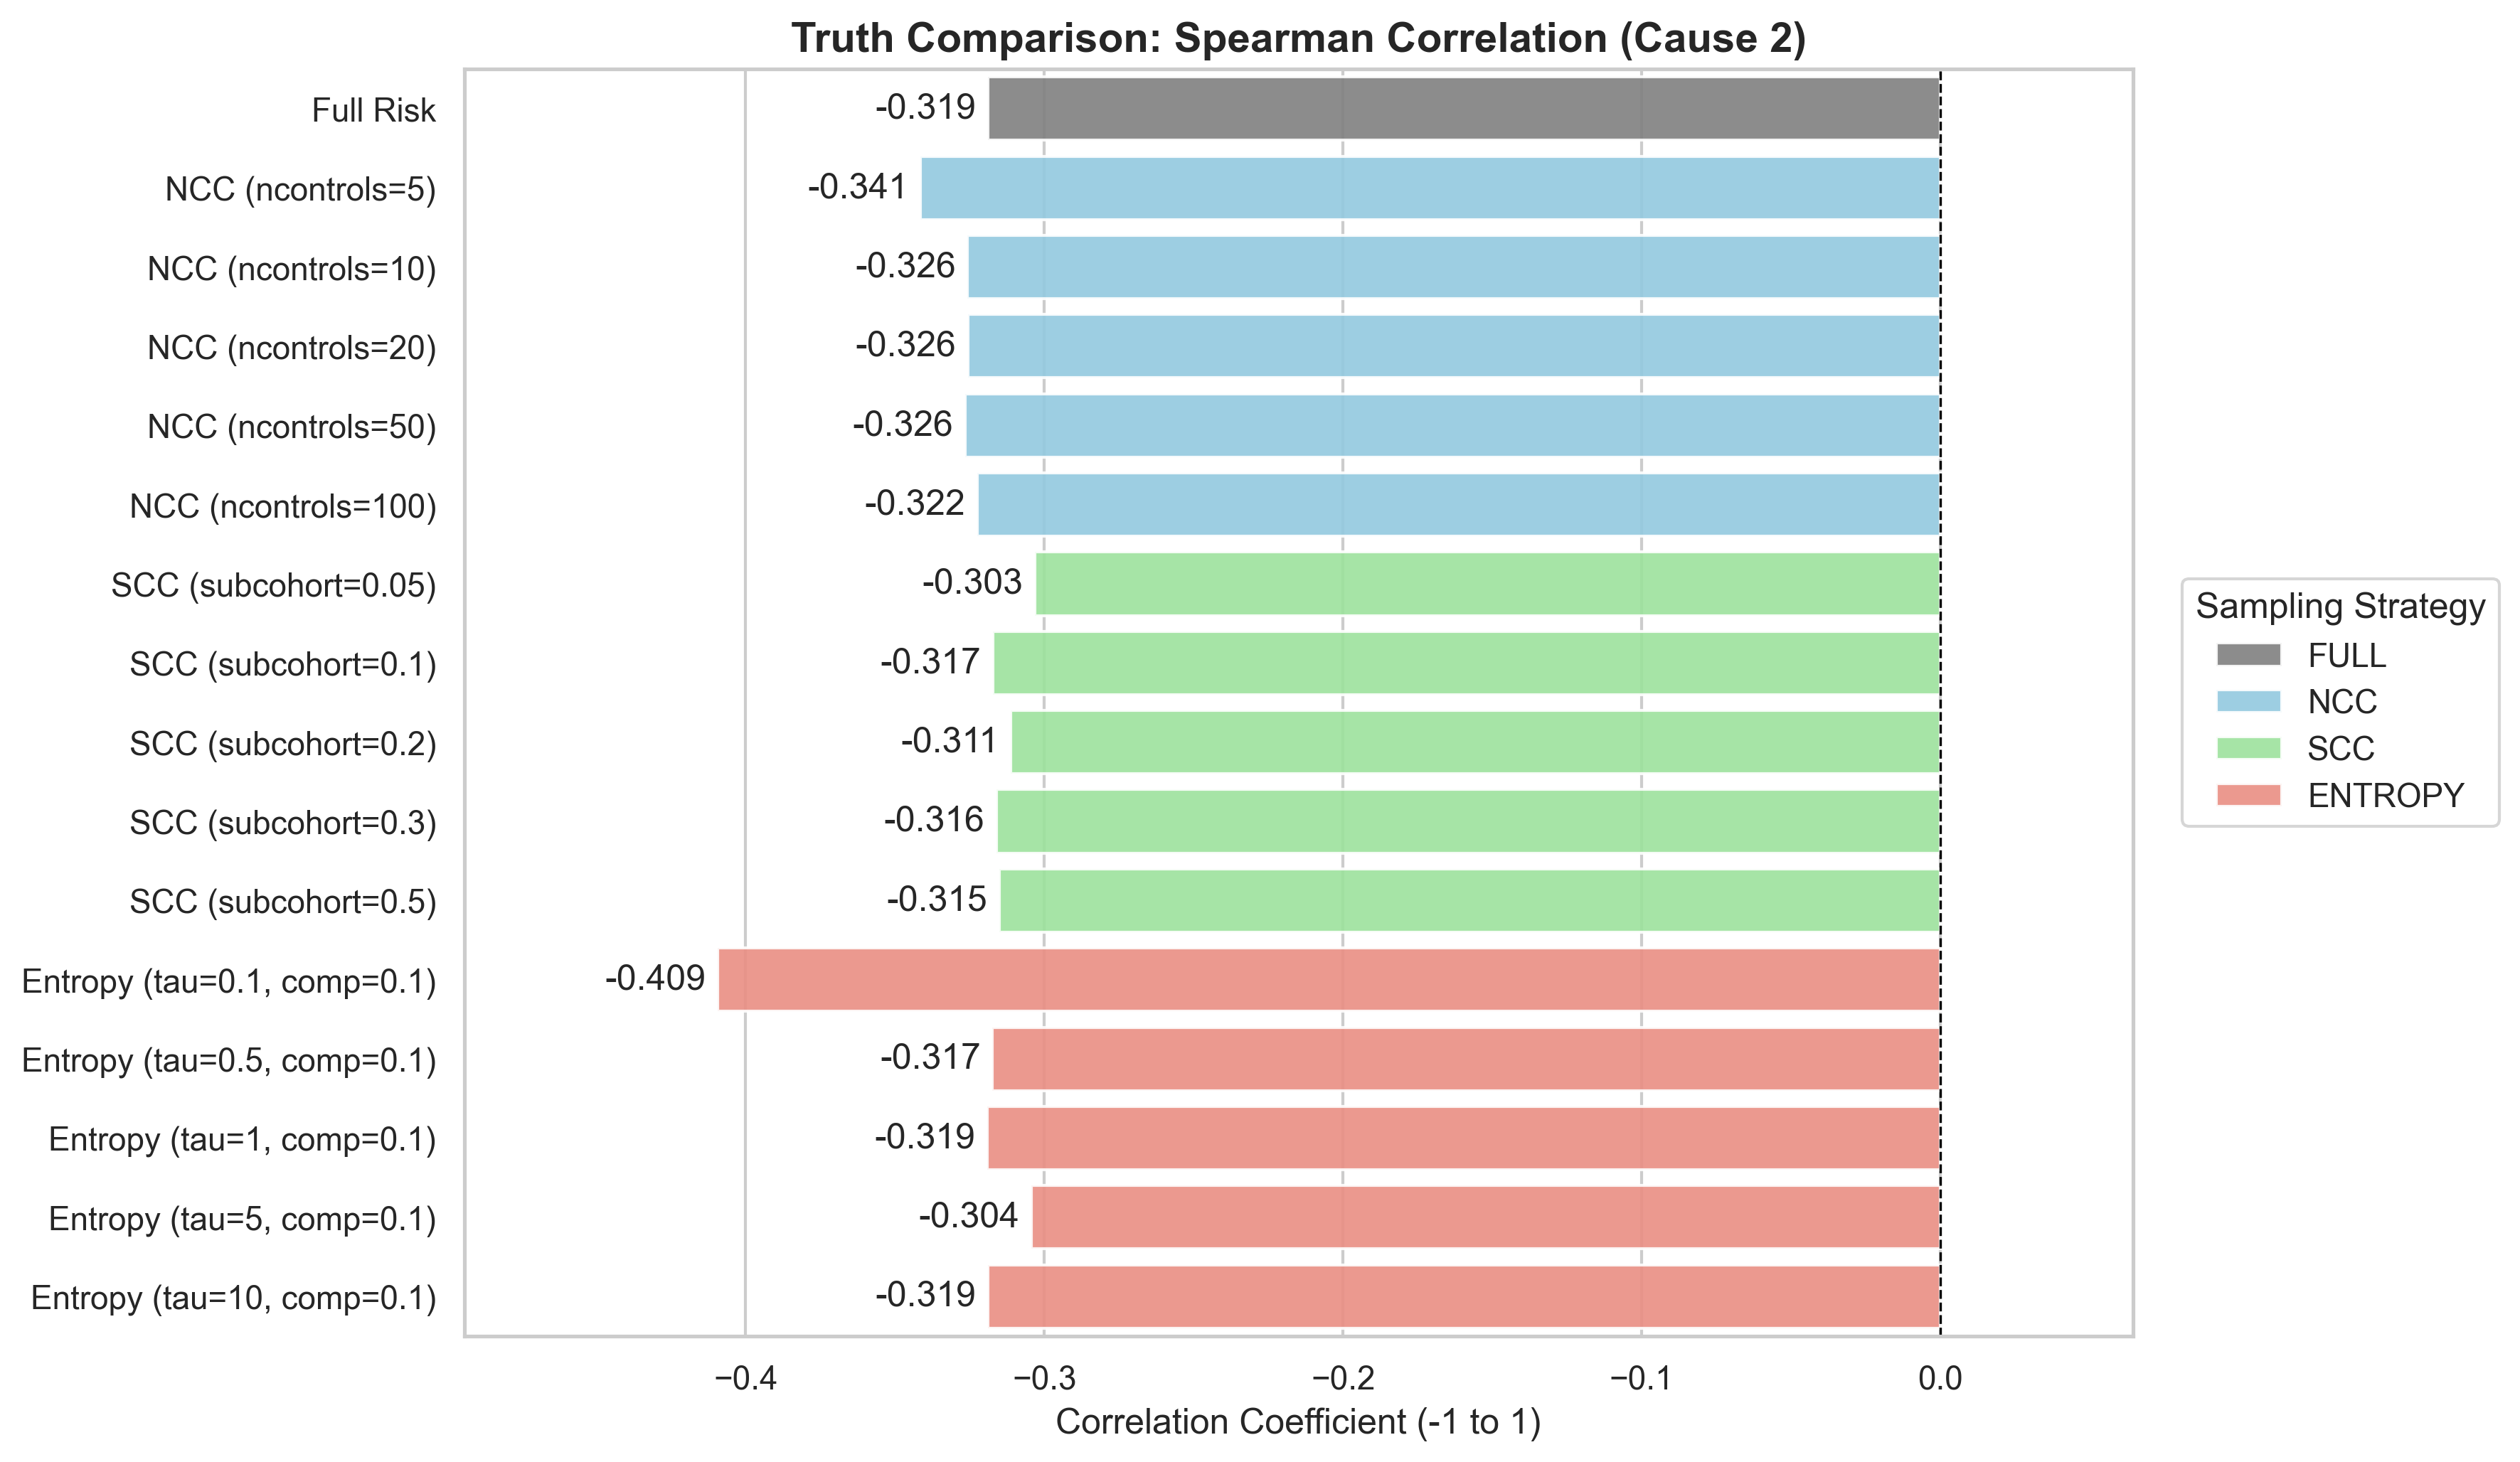 Truth Comparison: Spearman Correlation (Cause 2)
Full Risk
-0.319
NCC (ncontrols=5)
-0.341
NCC (ncontrols=10)
-0.326
NCC (ncontrols=20)
-0.326
NCC (ncontrols=50)
-0.326
NCC (ncontrols=100)
-0.322
SCC (subcohort=0.05)
-0.303
SCC (subcohort=0.1)
-0.317
SCC (subcohort=0.2)
-0.311
SCC (subcohort=0.3)
-0.316
SCC (subcohort=0.5)
-0.315
Entropy (tau=0.1, comp=0.1)
-0.409
Entropy (tau=0.5, comp=0.1)
-0.317
Entropy (tau=1, comp=0.1)
-0.319
Entropy (tau=5, comp=0.1)
-0.304
Entropy (tau=10, comp=0.1)
-0.319
−0.4
−0.3
−0.2
−0.1
0.0
Correlation Coefficient (-1 to 1)
Sampling Strategy
FULL
NCC
SCC
ENTROPY